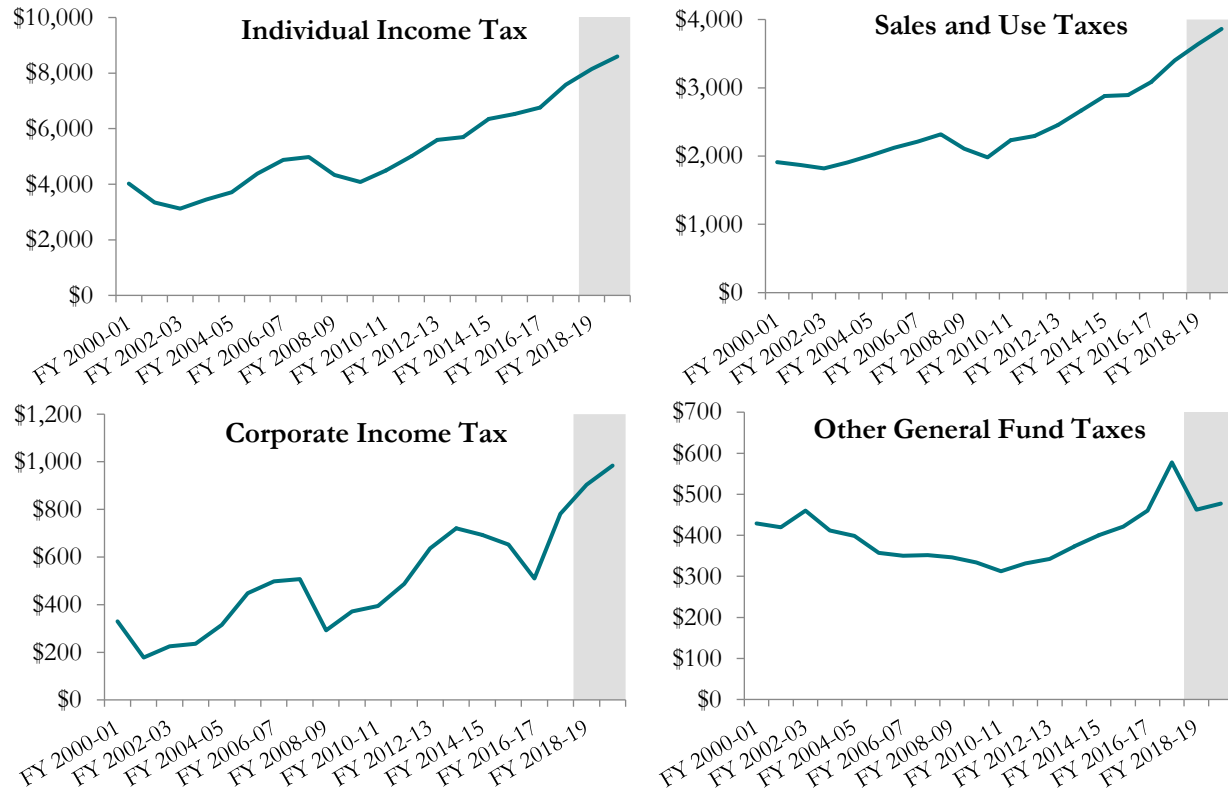 Individual Income Tax
$10,000
$8,000
$6,000
$4,000
$2,000
$0
FY 2000-01
FY 2002-03
FY 2004-05
FY 2006-07
FY 2008-09
FY 2010-11
FY 2012-13
FY 2014-15
FY 2016-17
FY 2018-19
Sales and Use Taxes
$4,000
$3,000
$2,000
$1,000
$0
FY 2000-01
FY 2002-03
FY 2004-05
FY 2006-07
FY 2008-09
FY 2010-11
FY 2012-13
FY 2014-15
FY 2016-17
FY 2018-19
Corporate Income Tax
$1,200
$1,000
$800
$600
$400
$200
$0
FY 2000-01
FY 2002-03
FY 2004-05
FY 2006-07
FY 2008-09
FY 2010-11
FY 2012-13
FY 2014-15
FY 2016-17
FY 2018-19
Other General Fund Taxes
$700
$600
$500
$400
$300
$200
$100
$0
FY 2000-01
FY 2002-03
FY 2004-05
FY 2006-07
FY 2008-09
FY 2010-11
FY 2012-13
FY 2014-15
FY 2016-17
FY 2018-19